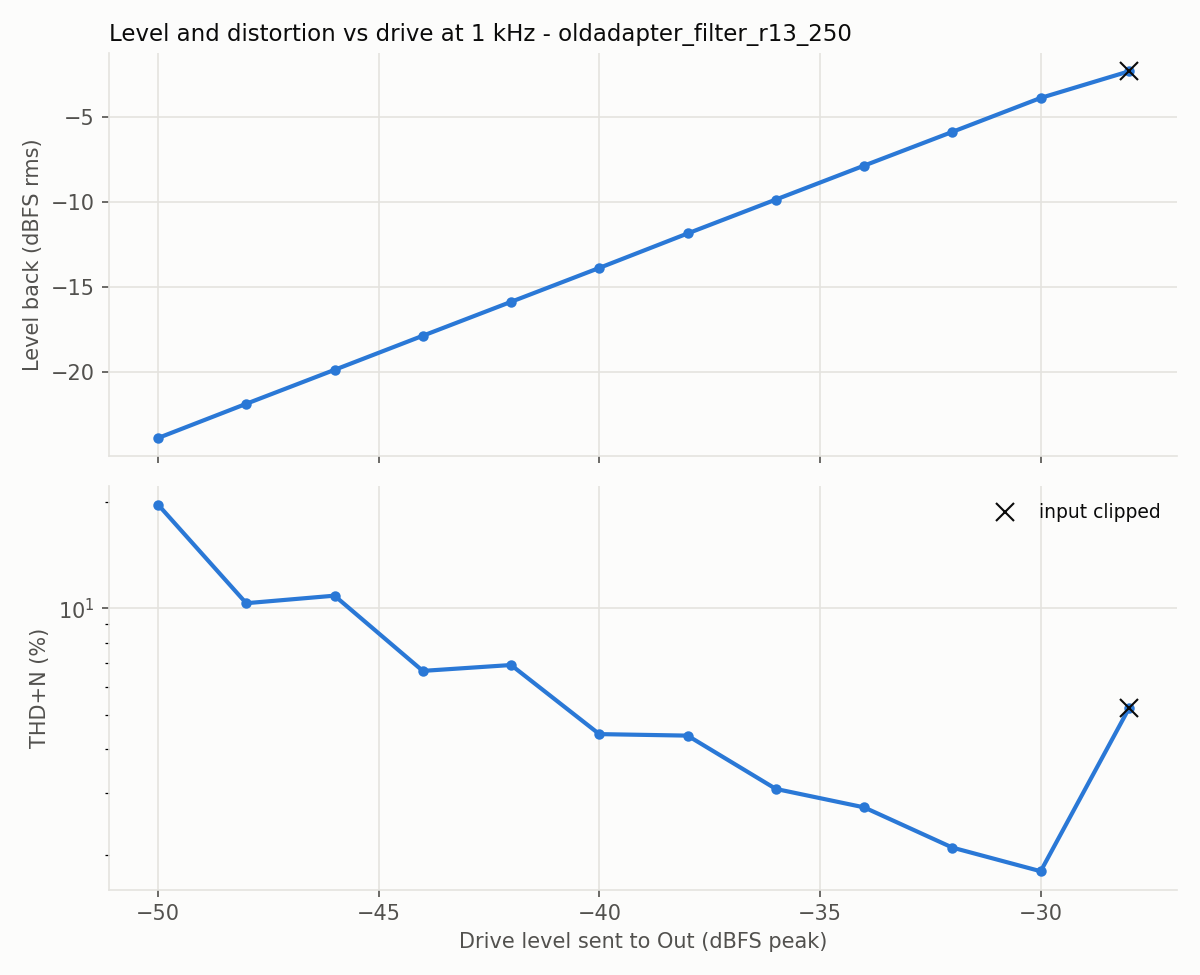 Level and distortion vs drive at 1 kHz - oldadapter_filter_r13_250
Level back (dBFS rms)
−5
−10
−15
−20
input clipped
THD+N (%)
10¹
−50
−45
−40
−35
−30
Drive level sent to Out (dBFS peak)